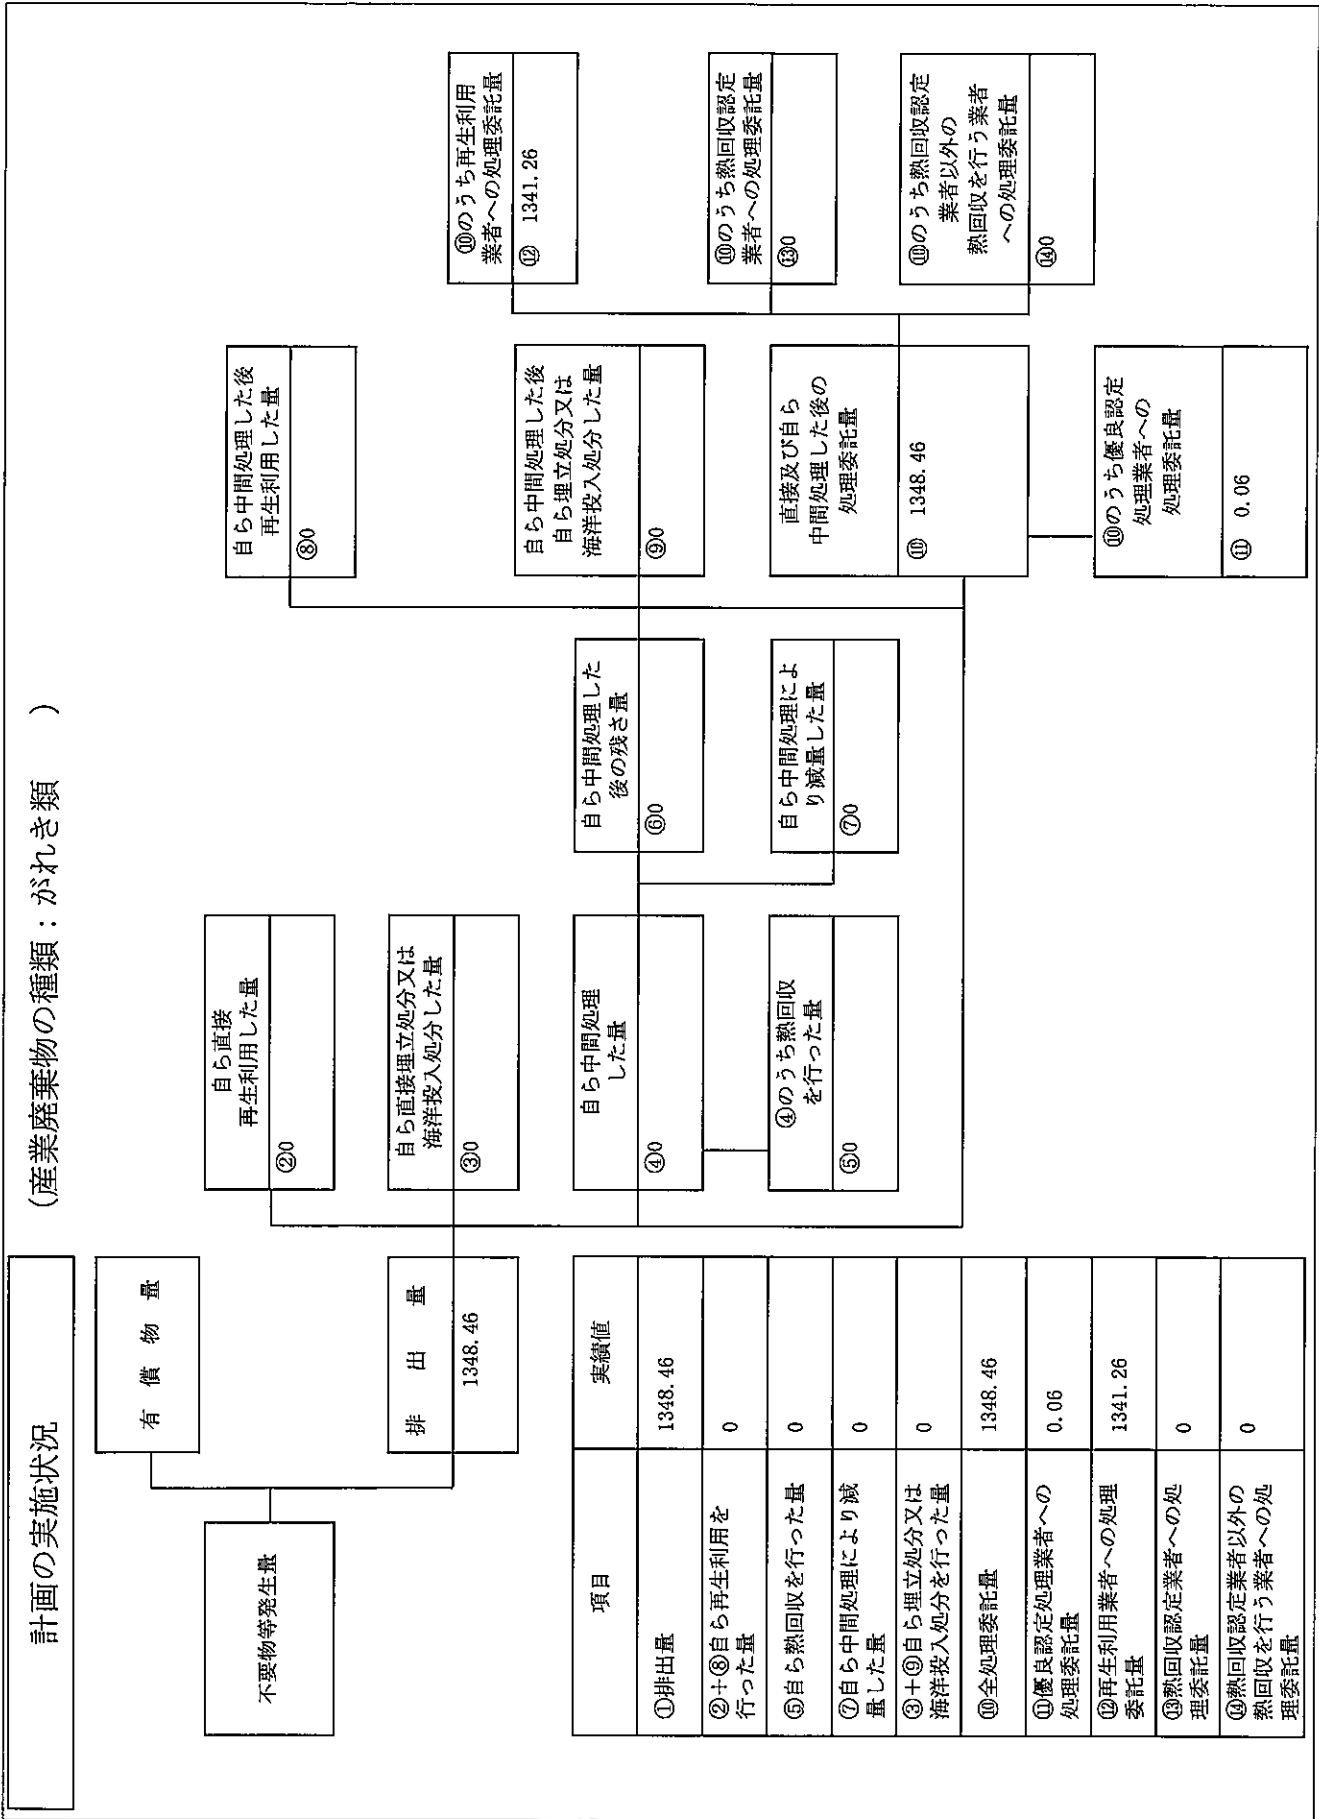 計画の実施状況
(産業廃棄物の種類：がれき類　　)
不要物等発生量
有 償 物 量
排 出 量
1348.46
自ら直接
再生利用した量
②0
自ら直接埋立処分又は
海洋投入処分した量
③0
自ら中間処理
した量
④0
④のうち熱回収
を行った量
⑤0
自ら中間処理した
後の残さ量
⑥0
自ら中間処理によ
り減量した量
⑦0
自ら中間処理した後
再生利用した量
⑧0
自ら中間処理した後
自ら埋立処分又は
海洋投入処分した量
⑨0
直接及び自ら
中間処理した後の
処理委託量
⑩ 1348.46
⑩のうち優良認定
処理業者への
処理委託量
⑪ 0.06
⑩のうち再生利用
業者への処理委託量
⑫ 1341.26
⑩のうち熱回収認定
業者への処理委託量
⑬0
⑩のうち熱回収認定
業者以外の
熱回収を行う業者
への処理委託量
⑭0
項目 実績値
①排出量 1348.46
②+⑧自ら再生利用を
行った量 0
⑤自ら熱回収を行った量 0
⑦自ら中間処理により減
量した量 0
③+⑨自ら埋立処分又は
海洋投入処分を行った量 0
⑩全処理委託量 1348.46
⑪優良認定処理業者への
処理委託量 0.06
⑫再生利用業者への処理
委託量 1341.26
⑬熱回収認定業者への処
理委託量 0
⑭熱回収認定業者以外の
熱回収を行う業者への処
理委託量 0